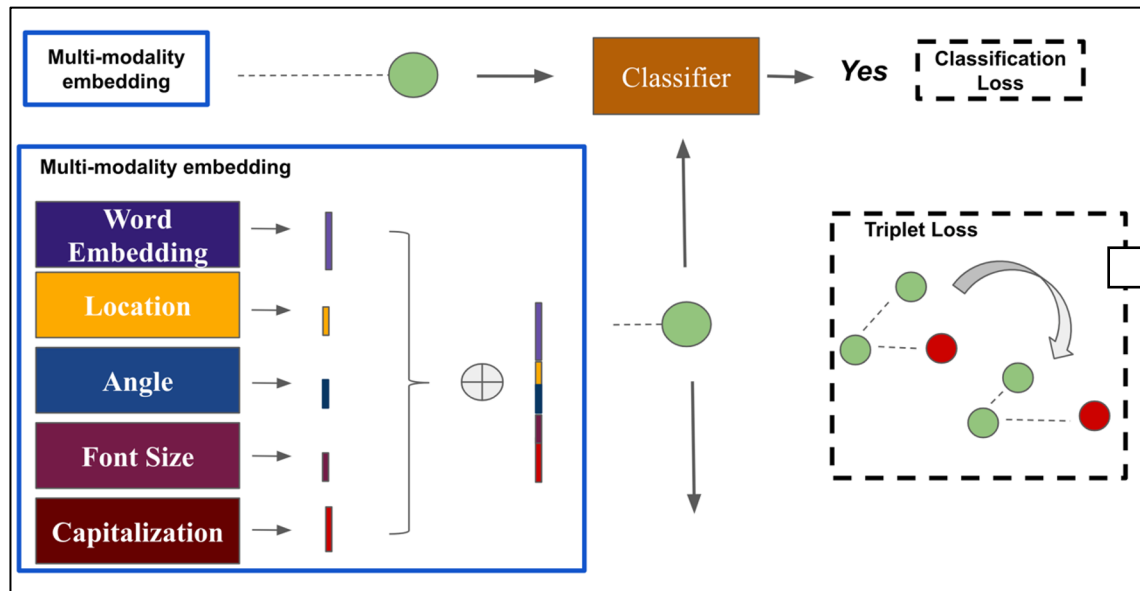 Multi-modality
embedding
Classifier
Yes
Classification
Loss
Multi-modality embedding
Word
Embedding
Location
Angle
Font Size
Capitalization
Triplet Loss